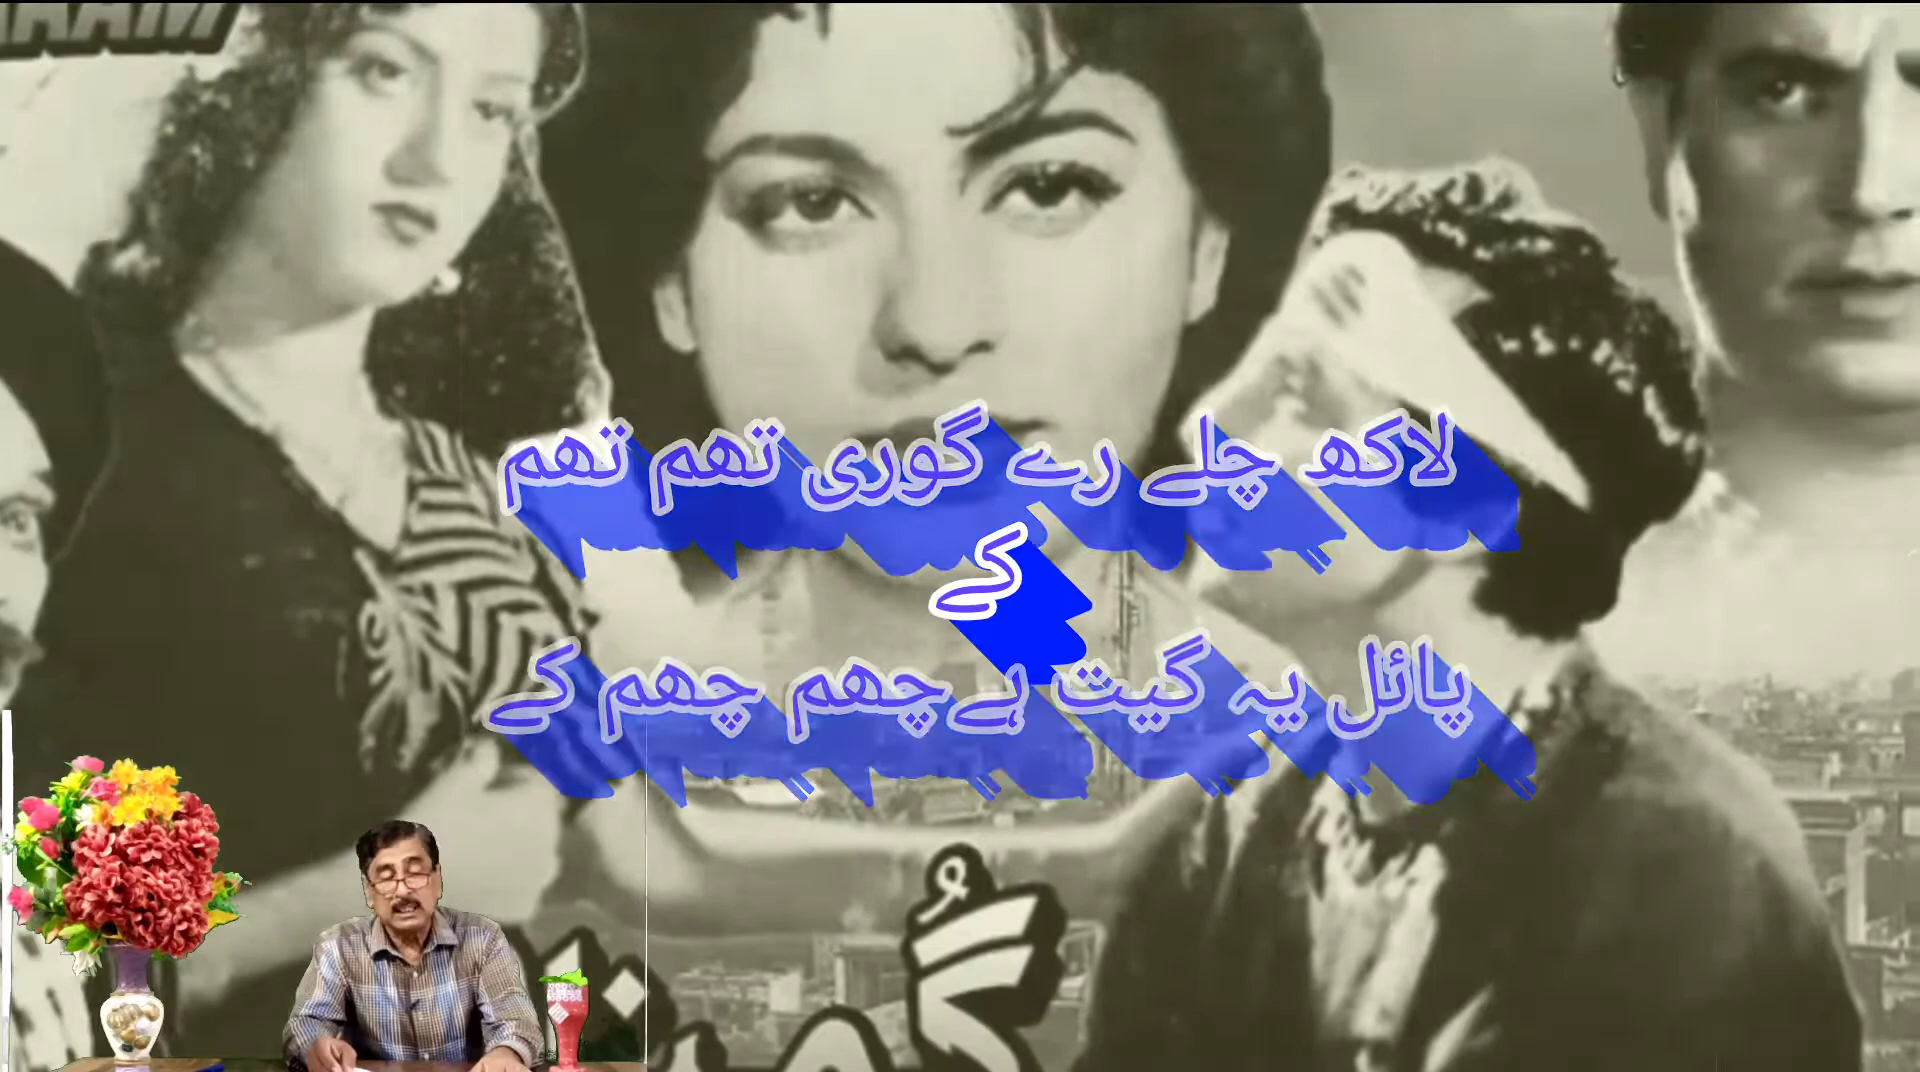 لاکھ چلے رے گوری تھم تھم
کے
پائل یہ گیت ہے چھم چھم کے